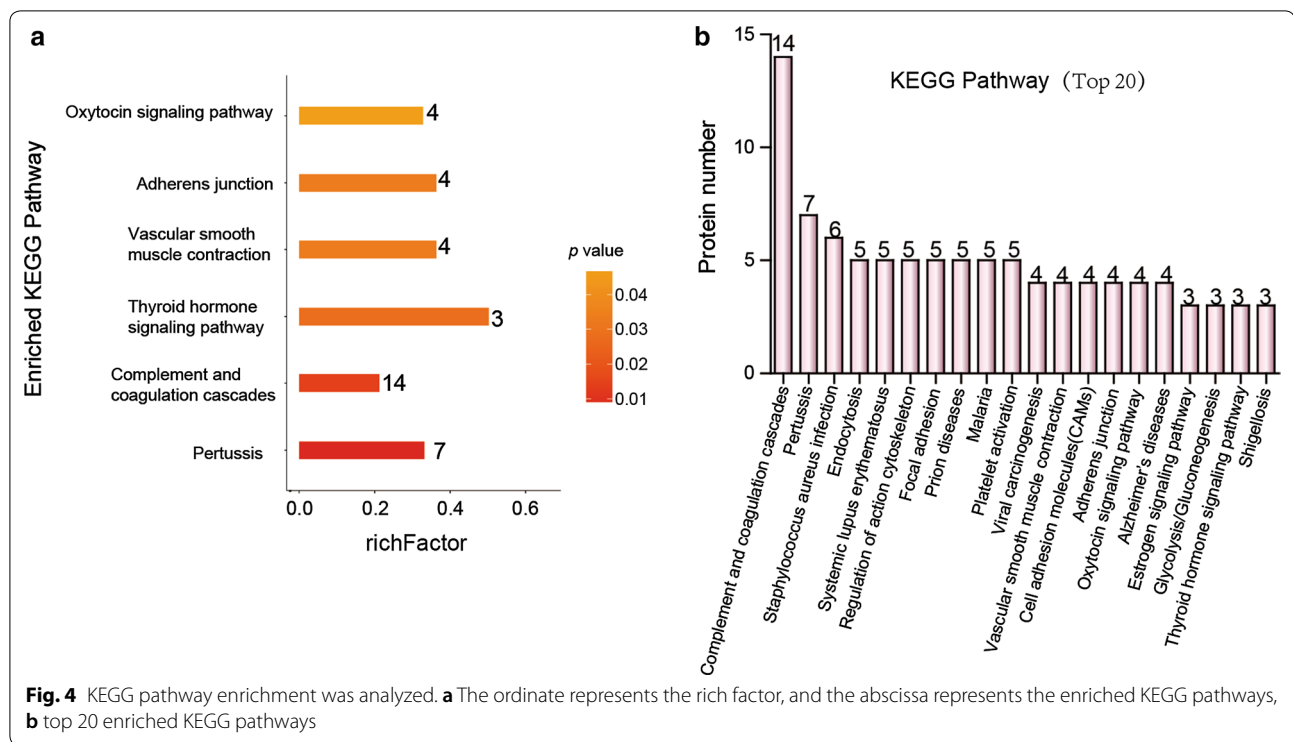 a
Enriched KEGG Pathway
Oxytocin signaling pathway
4
Adherens junction
4
Vascular smooth
muscle contraction
4
Thyroid hormone
signaling pathway
3
Complement and
coagulation cascades
14
Pertussis
7
0.0 0.2 0.4 0.6
richFactor
p value
0.04
0.03
0.02
0.01
b
KEGG Pathway (Top 20)
Protein number
15
10
5
0
14 7 6 5 5 5 5 5 5 5 4 4 4 4 4 4 3 3 3 3
Complement and coagulation cascades
Pertussis
Staphylococcus aureus infection
Endocytosis
Systemic lupus erythematosus
Regulation of action cytoskeleton
Focal adhesion
Prion diseases
Malaria
Platelet activation
Viral carcinogenesis
Vascular smooth muscle contraction
Cell adhesion molecules(CAMs)
Adherens junction
Oxytocin signaling pathway
Alzheimer's diseases
Estrogen signaling pathway
Glycolysis/Gluconeogenesis
Thyroid hormone signaling pathway
Shigellosis
Fig. 4 KEGG pathway enrichment was analyzed. a The ordinate represents the rich factor, and the abscissa represents the enriched KEGG pathways,
b top 20 enriched KEGG pathways